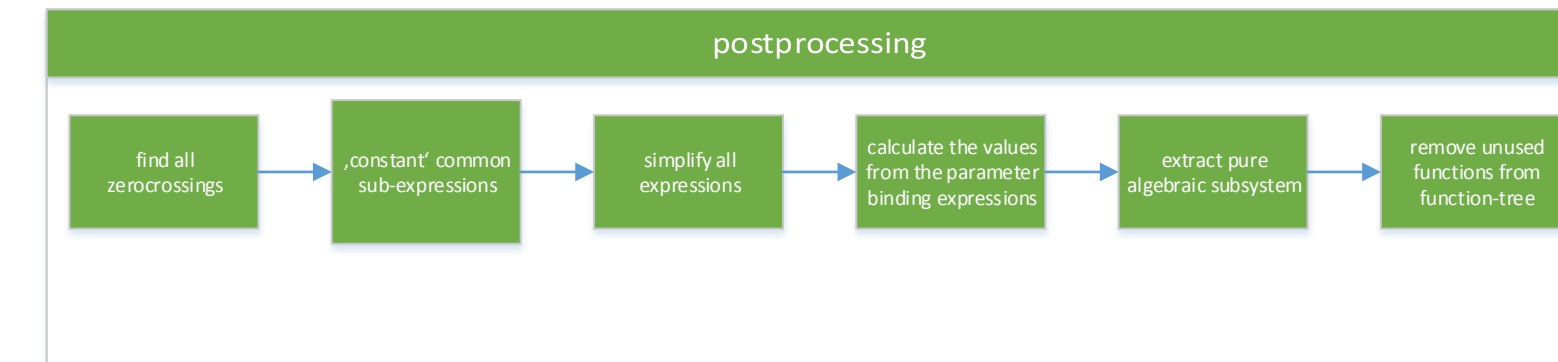 postprocessing
find all
zerocrossings
‚constant‘ common
sub-expressions
simplify all
expressions
calculate the values
from the parameter
binding expressions
extract pure
algebraic subsystem
remove unused
functions from
function-tree